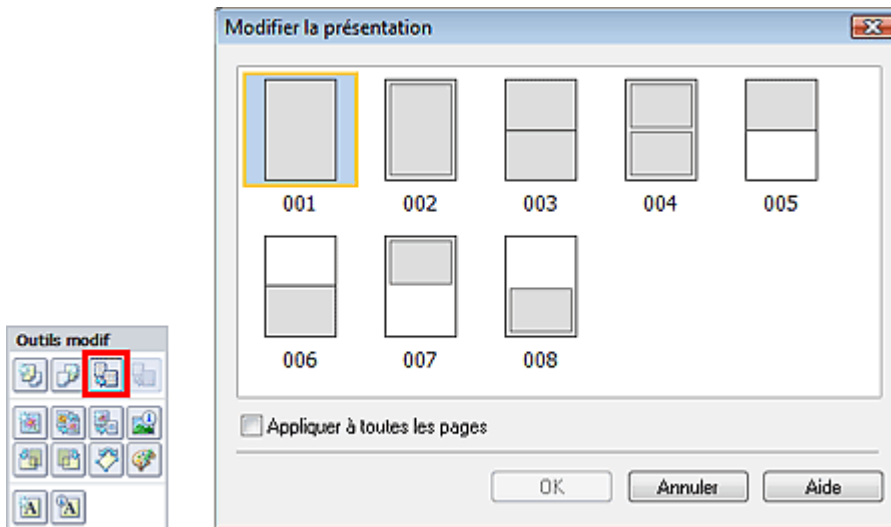 Modifier la présentation
001 002 003 004 005
006 007 008
Appliquer à toutes les pages
OK Annuler Aide
Outils modif
A A